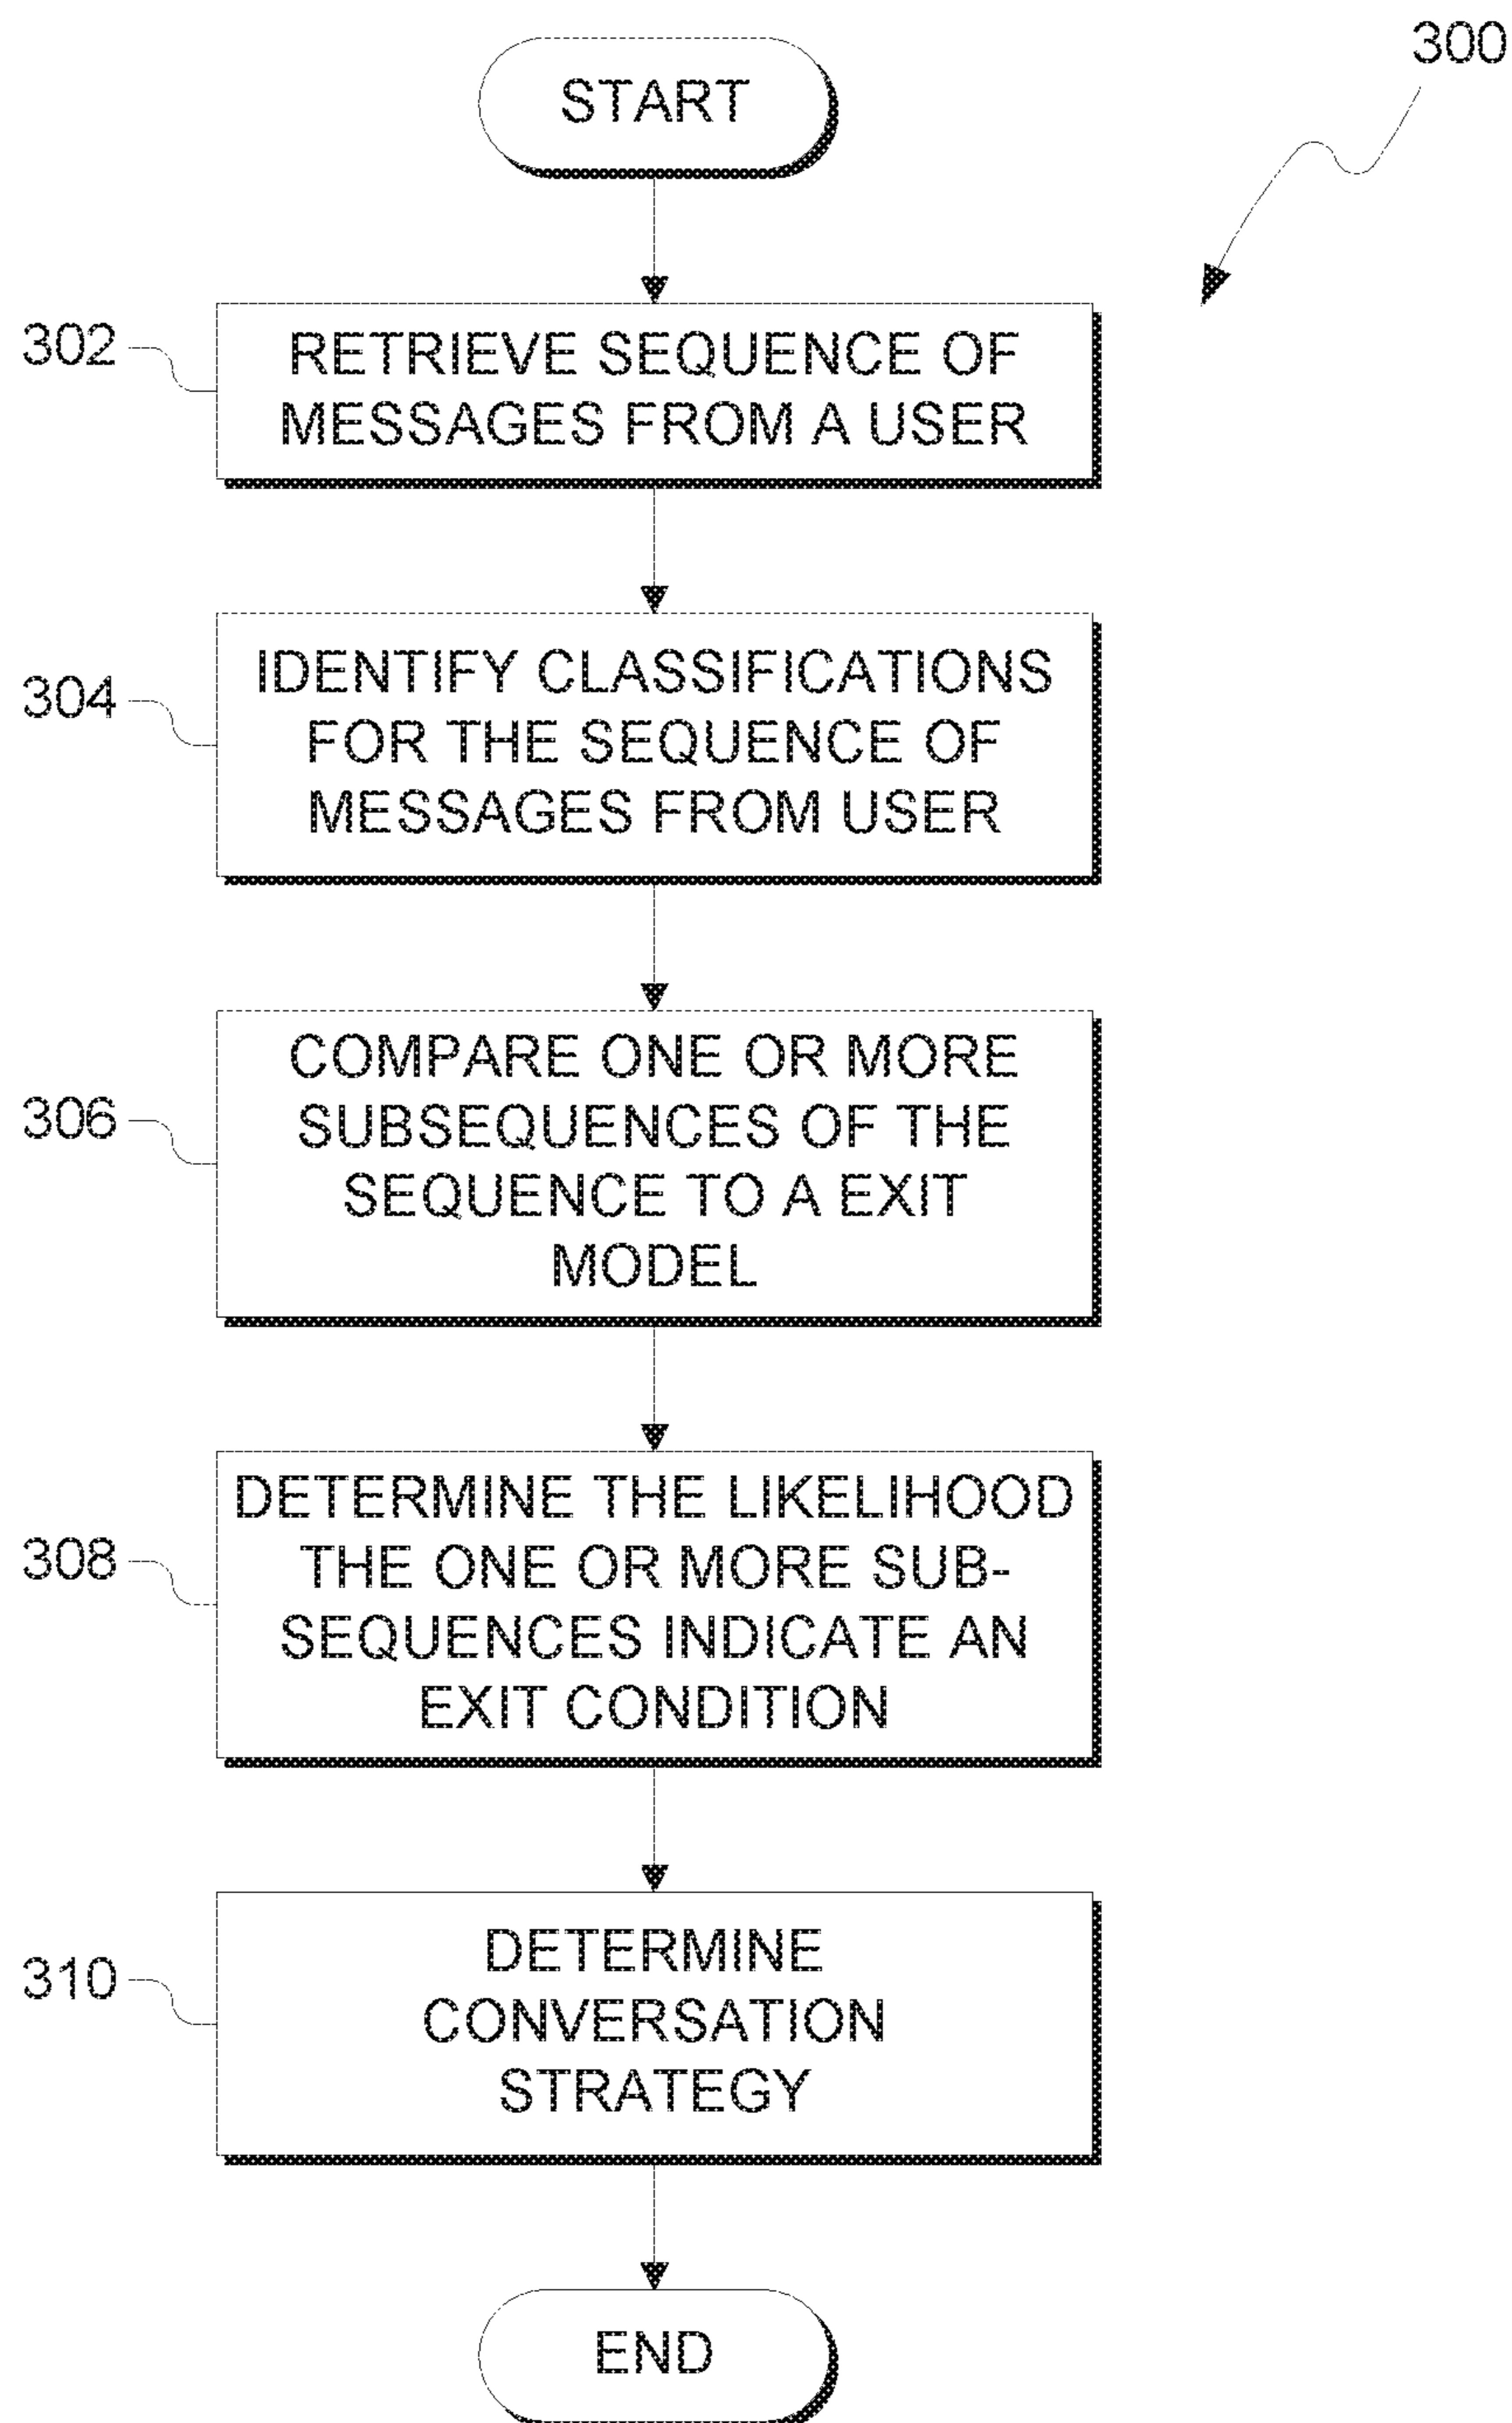 300
START
302
RETRIEVE SEQUENCE OF
MESSAGES FROM A USER
304
IDENTIFY CLASSIFICATIONS
FOR THE SEQUENCE OF
MESSAGES FROM USER
306
COMPARE ONE OR MORE
SUBSEQUENCES OF THE
SEQUENCE TO A EXIT
MODEL
308
DETERMINE THE LIKELIHOOD
THE ONE OR MORE SUB-
SEQUENCES INDICATE AN
EXIT CONDITION
310
DETERMINE
CONVERSATION
STRATEGY
END